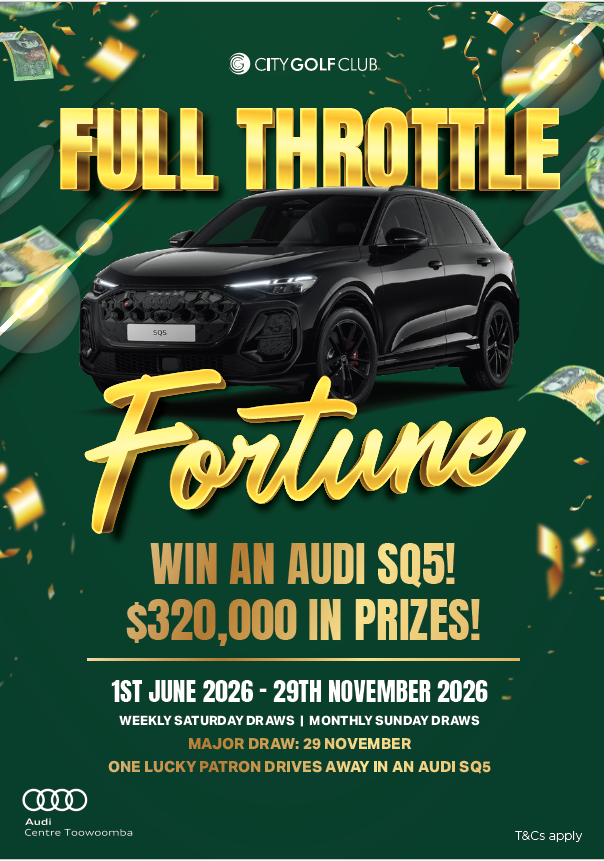 CITY GOLF CLUB
FULL THROTTLE
SQ5
Fortune
WIN AN AUDI SQ5!
$320,000 IN PRIZES!
1ST JUNE 2026 - 29TH NOVEMBER 2026
WEEKLY SATURDAY DRAWS | MONTHLY SUNDAY DRAWS
MAJOR DRAW: 29 NOVEMBER
ONE LUCKY PATRON DRIVES AWAY IN AN AUDI SQ5
Audi
Centre Toowoomba
T&Cs apply